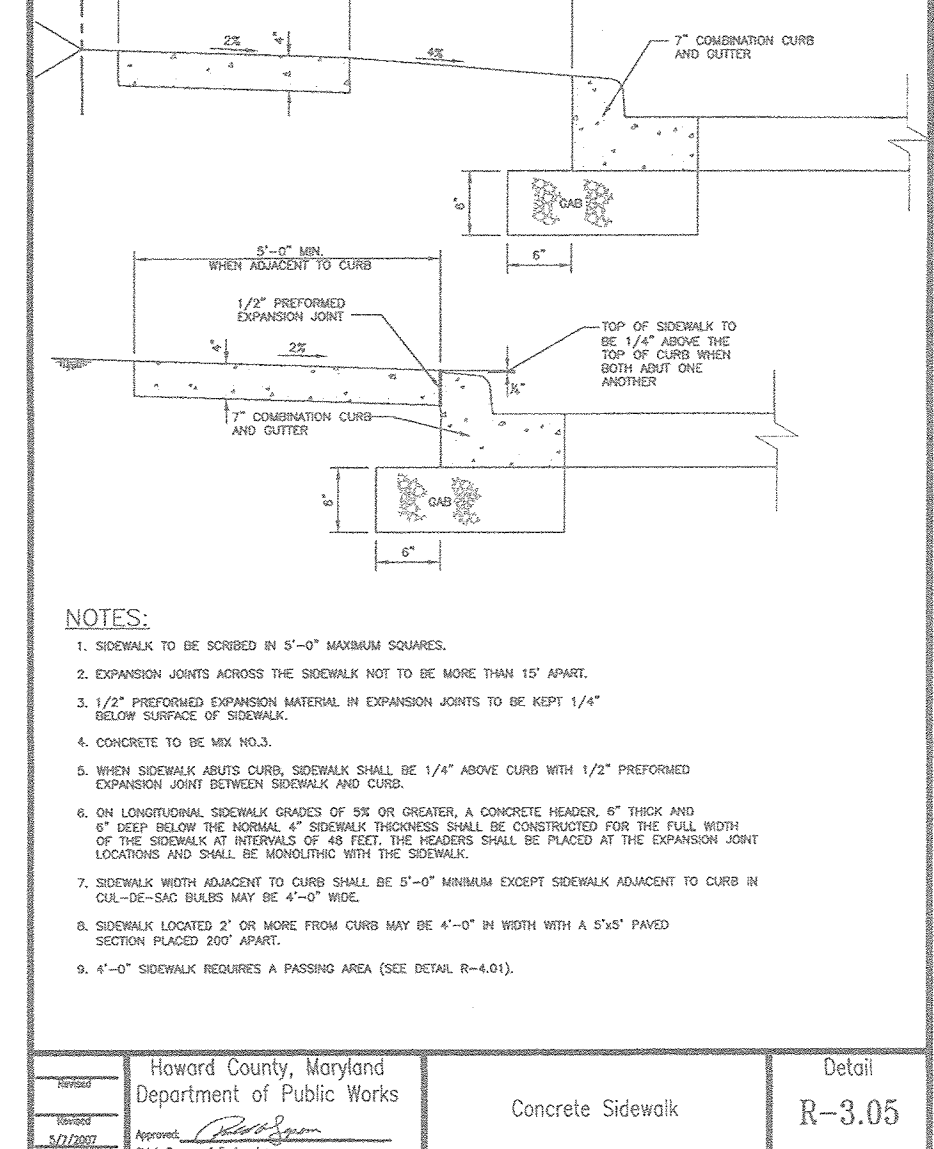 2%
4"
4%
7" COMBINATION CURB
AND GUTTER
6"
GAB
6"
5'-0" MIN.
WHEN ADJACENT TO CURB
1/2" PREFORMED
EXPANSION JOINT
4"
2%
TOP OF SIDEWALK TO
BE 1/4" ABOVE THE
TOP OF CURB WHEN
BOTH ABUT ONE
ANOTHER
¼"
7" COMBINATION CURB
AND GUTTER
6"
GAB
6"
NOTES:
1. SIDEWALK TO BE SCRIBED IN 5'-0" MAXIMUM SQUARES.
2. EXPANSION JOINTS ACROSS THE SIDEWALK NOT TO BE MORE THAN 15' APART.
3. 1/2" PREFORMED EXPANSION MATERIAL IN EXPANSION JOINTS TO BE KEPT 1/4"
BELOW SURFACE OF SIDEWALK.
4. CONCRETE TO BE MIX NO.3.
5. WHEN SIDEWALK ABUTS CURB, SIDEWALK SHALL BE 1/4" ABOVE CURB WITH 1/2" PREFORMED
EXPANSION JOINT BETWEEN SIDEWALK AND CURB.
6. ON LONGITUDINAL SIDEWALK GRADES OF 5% OR GREATER, A CONCRETE HEADER, 6" THICK AND
6" DEEP BELOW THE NORMAL 4" SIDEWALK THICKNESS SHALL BE CONSTRUCTED FOR THE FULL WIDTH
OF THE SIDEWALK AT INTERVALS OF 48 FEET. THE HEADERS SHALL BE PLACED AT THE EXPANSION JOINT
LOCATIONS AND SHALL BE MONOLITHIC WITH THE SIDEWALK.
7. SIDEWALK WIDTH ADJACENT TO CURB SHALL BE 5'-0" MINIMUM EXCEPT SIDEWALK ADJACENT TO CURB IN
CUL-DE-SAC BULBS MAY BE 4'-0" WIDE.
8. SIDEWALK LOCATED 2' OR MORE FROM CURB MAY BE 4'-0" IN WIDTH WITH A 5'x5' PAVED
SECTION PLACED 200' APART.
9. 4'-0" SIDEWALK REQUIRES A PASSING AREA (SEE DETAIL R-4.01).
Revised
Revised
5/7/2007
Howard County, Maryland
Department of Public Works
Approved:
Concrete Sidewalk
Detail
R-3.05